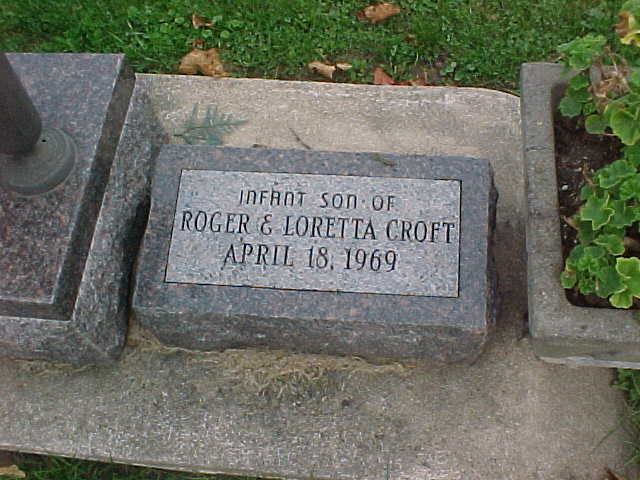 INFANT SON OF
ROGER & LORETTA CROFT
APRIL 18, 1969